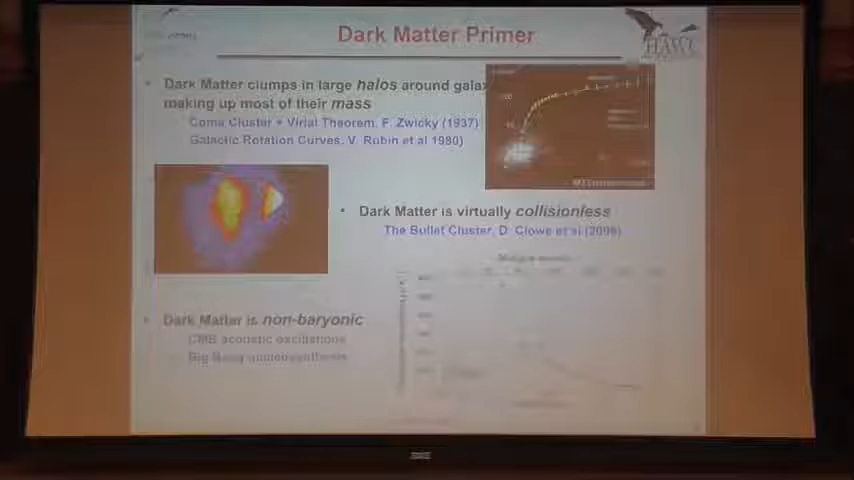 Dark Matter Primer
HAWC
Dark Matter clumps in large halos around galax
making up most of their mass
Coma Cluster + Virial Theorem, F. Zwicky (1937)
Galactic Rotation Curves, V. Rubin et al 1980)
• Dark Matter is virtually collisionless
The Bullet Cluster, D. Clowe et al (2006)
• Dark Matter is non-baryonic
CMB acoustic excitations
Big Bang nucleosynthesis